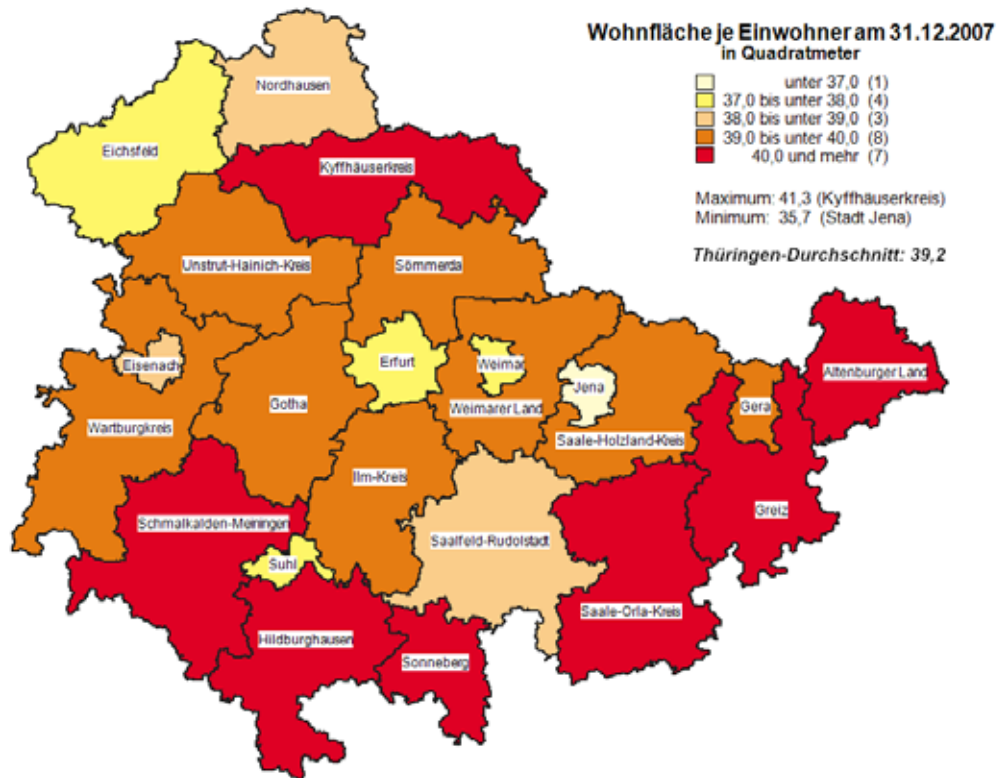 Wohnfläche je Einwohner am 31.12.2007
in Quadratmeter
unter 37,0 (1)
37,0 bis unter 38,0 (4)
38,0 bis unter 39,0 (3)
39,0 bis unter 40,0 (8)
40,0 und mehr (7)
Maximum: 41,3 (Kyffhäuserkreis)
Minimum: 35,7 (Stadt Jena)
Thüringen-Durchschnitt: 39,2
Nordhausen
Eichsfeld
Kyffhäuserkreis
Unstrut-Hainich-Kreis
Sömmerda
Eisenach
Erfurt
Weimar
Jena
Altenburger Land
Gotha
Weimarer Land
Gera
Wartburgkreis
Saale-Holzland-Kreis
Ilm-Kreis
Greiz
Schmalkalden-Meiningen
Saalfeld-Rudolstadt
Suhl
Saale-Orla-Kreis
Hildburghausen
Sonneberg